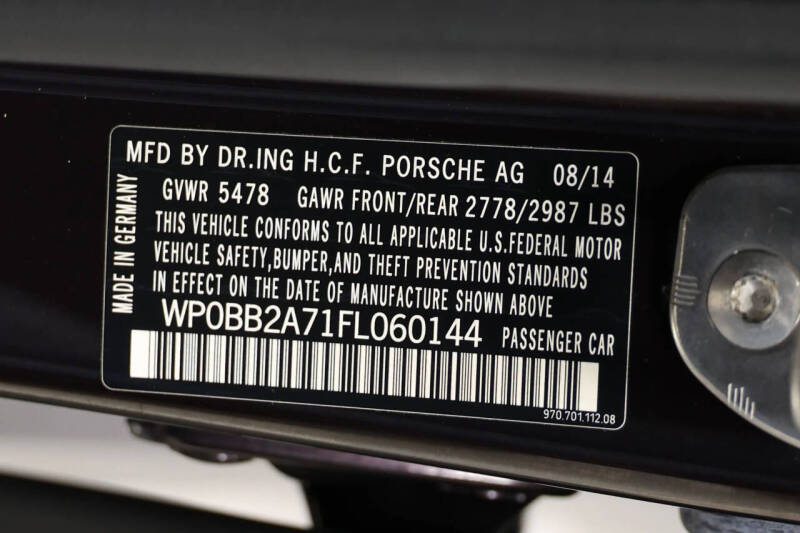 MFD BY DR.ING H.C.F. PORSCHE AG 08/14
GVWR 5478 GAWR FRONT/REAR 2778/2987 LBS
THIS VEHICLE CONFORMS TO ALL APPLICABLE U.S.FEDERAL MOTOR
VEHICLE SAFETY,BUMPER,AND THEFT PREVENTION STANDARDS
IN EFFECT ON THE DATE OF MANUFACTURE SHOWN ABOVE
WP0BB2A71FL060144 PASSENGER CAR
970.701.112.08
MADE IN GERMANY